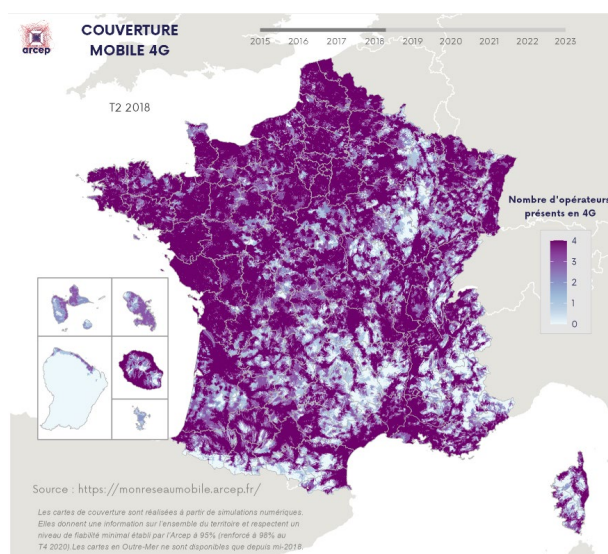 arcep
COUVERTURE
MOBILE 4G
2015 2016 2017 2018 2019 2020 2021 2022 2023
T2 2018
Nombre d'opérateurs
présents en 4G
4
3
2
1
0
Source : https://monreseaumobile.arcep.fr/
Les cartes de couverture sont réalisées à partir de simulations numériques.
Elles donnent une information sur l'ensemble du territoire et respectent un
niveau de fiabilité minimal établi par l'Arcep à 95% (renforcé à 98% au
T4 2020).Les cartes en Outre-Mer ne sont disponibles que depuis mi-2018.